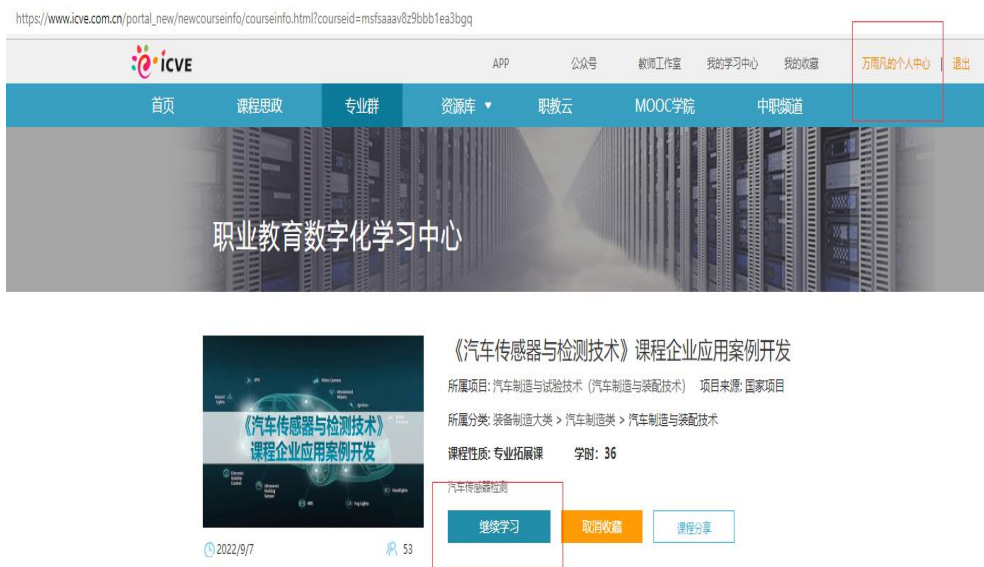 https://www.icve.com.cn/portal_new/newcourseinfo/courseinfo.html?courseid=msfsaaav8z9bbb1ea3bgq
icve APP 公众号 教师工作室 我的学习中心 我的收藏 万雨凡的个人中心 | 退出
首页 课程思政 专业群 资源库 ▼ 职教云 MOOC学院 中职频道
职业教育数字化学习中心
《汽车传感器与检测技术》课程企业应用案例开发
所属项目: 汽车制造与试验技术（汽车制造与装配技术） 项目来源: 国家项目
所属分类: 装备制造大类 > 汽车制造类 > 汽车制造与装配技术
课程性质: 专业拓展课 学时：36
汽车传感器检测
继续学习 取消收藏 课程分享
《汽车传感器与检测技术》
课程企业应用案例开发
2022/9/7 53